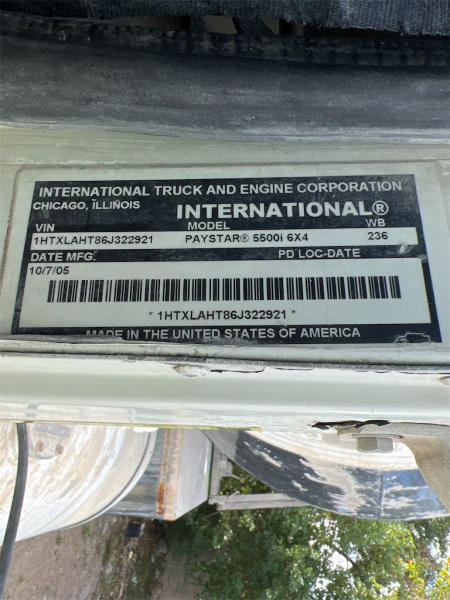 INTERNATIONAL TRUCK AND ENGINE CORPORATION
CHICAGO, ILLINOIS INTERNATIONAL®
VIN MODEL WB
1HTXLAHT86J322921 PAYSTAR® 5500i 6X4 236
DATE MFG. PD LOC-DATE
10/7/05
* 1HTXLAHT86J322921 *
MADE IN THE UNITED STATES OF AMERICA